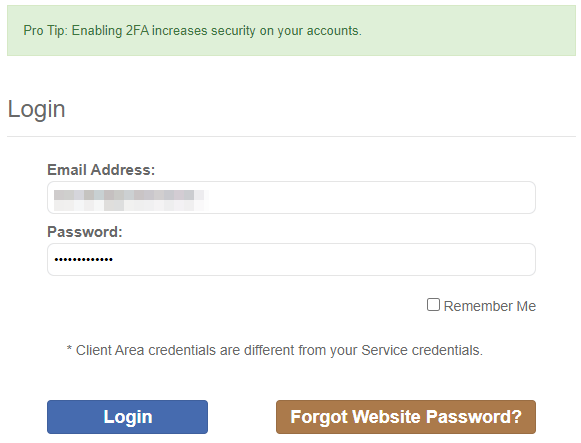 Pro Tip: Enabling 2FA increases security on your accounts.
Login
Email Address:
Password:
•••••••••••••
Remember Me
* Client Area credentials are different from your Service credentials.
Login
Forgot Website Password?